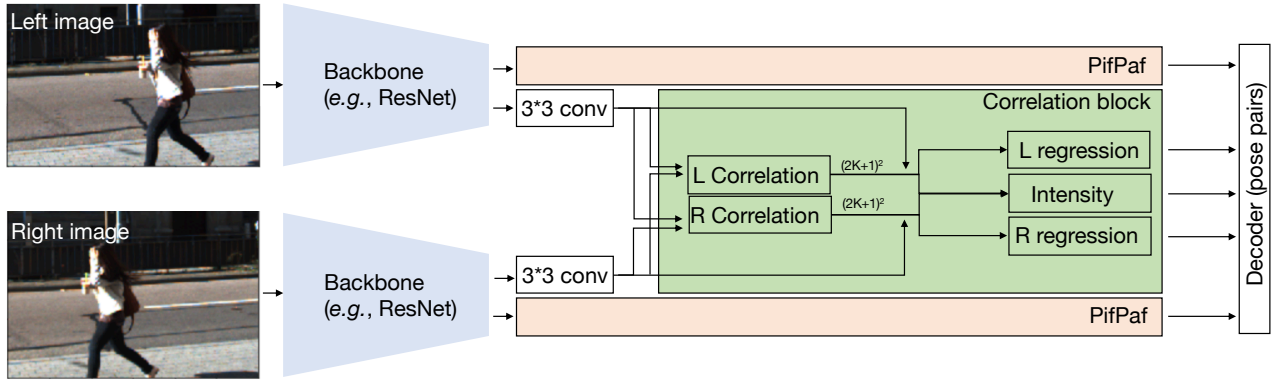 Left image
Backbone
(e.g., ResNet)
PifPaf
3*3 conv
Correlation block
L Correlation
(2K+1)²
R Correlation
(2K+1)²
L regression
Intensity
R regression
Decoder (pose pairs)
Right image
Backbone
(e.g., ResNet)
3*3 conv
PifPaf